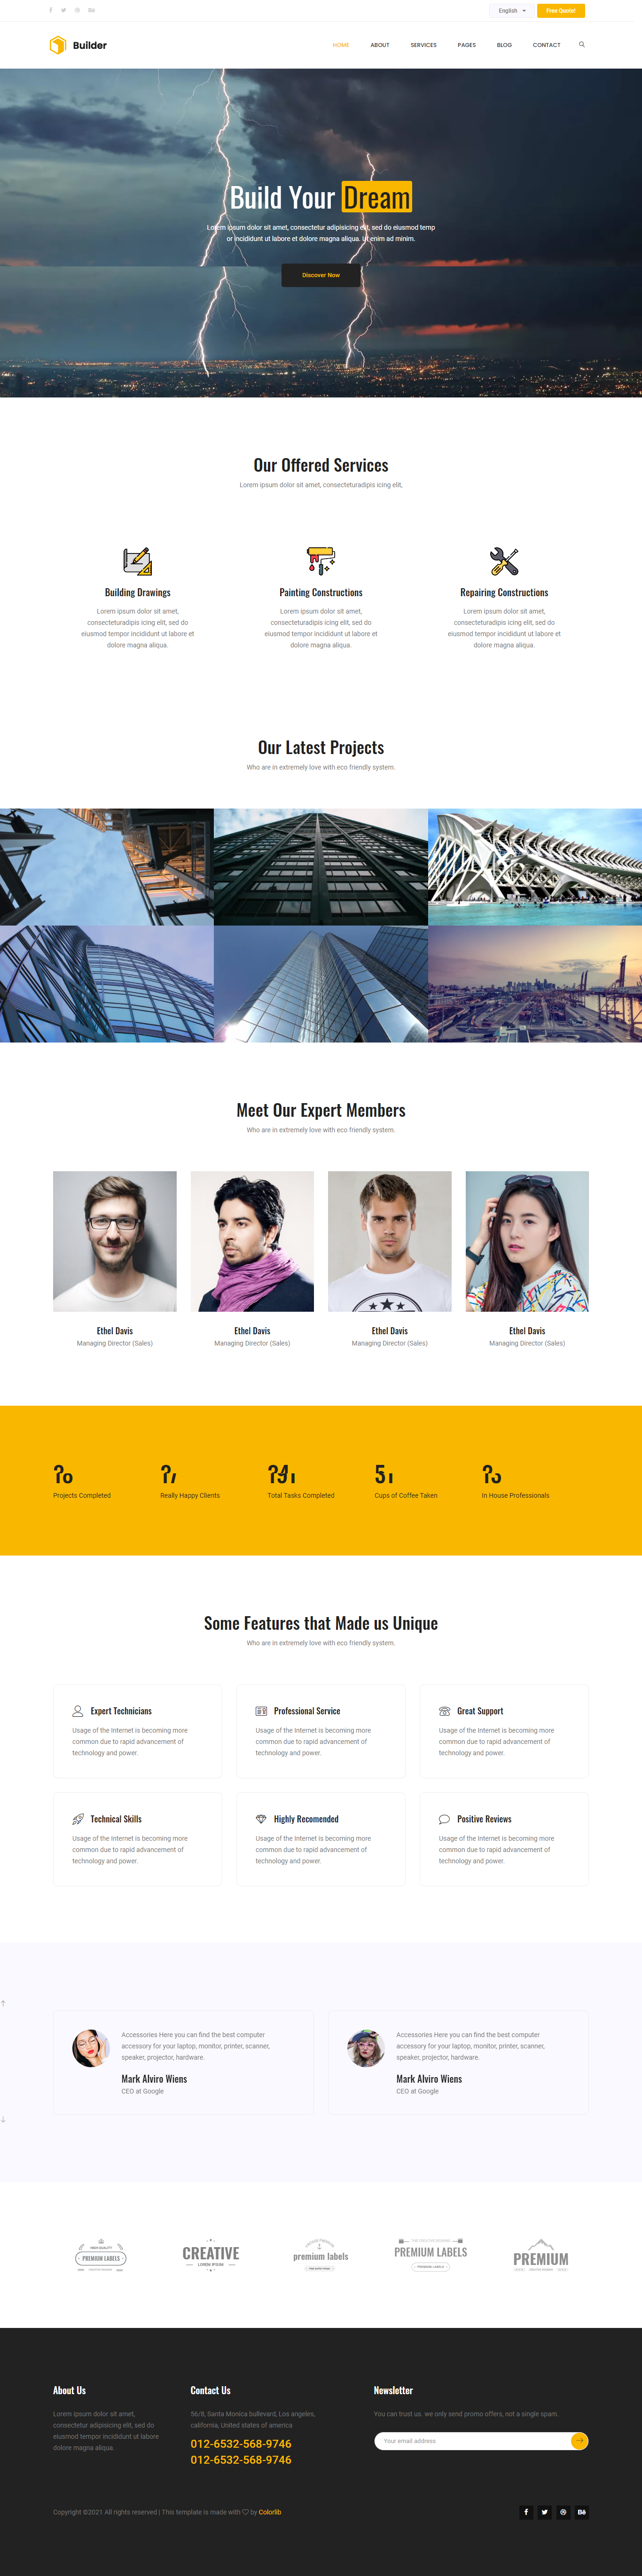 English
Free Quote!
Builder
HOME ABOUT SERVICES PAGES BLOG CONTACT
Build Your Dream
Lorem ipsum dolor sit amet, consectetur adipisicing elit, sed do eiusmod temp
or incididunt ut labore et dolore magna aliqua. Ut enim ad minim.
Discover Now
Our Offered Services
Lorem ipsum dolor sit amet, consecteturadipis icing elit,
Building Drawings
Lorem ipsum dolor sit amet,
consecteturadipis icing elit, sed do
eiusmod tempor incididunt ut labore et
dolore magna aliqua.
Painting Constructions
Lorem ipsum dolor sit amet,
consecteturadipis icing elit, sed do
eiusmod tempor incididunt ut labore et
dolore magna aliqua.
Repairing Constructions
Lorem ipsum dolor sit amet,
consecteturadipis icing elit, sed do
eiusmod tempor incididunt ut labore et
dolore magna aliqua.
Our Latest Projects
Who are in extremely love with eco friendly system.
Meet Our Expert Members
Who are in extremely love with eco friendly system.
Ethel Davis
Managing Director (Sales)
Ethel Davis
Managing Director (Sales)
Ethel Davis
Managing Director (Sales)
Ethel Davis
Managing Director (Sales)
Projects Completed
Really Happy Clients
Total Tasks Completed
Cups of Coffee Taken
In House Professionals
Some Features that Made us Unique
Who are in extremely love with eco friendly system.
Expert Technicians
Usage of the Internet is becoming more
common due to rapid advancement of
technology and power.
Professional Service
Usage of the Internet is becoming more
common due to rapid advancement of
technology and power.
Great Support
Usage of the Internet is becoming more
common due to rapid advancement of
technology and power.
Technical Skills
Usage of the Internet is becoming more
common due to rapid advancement of
technology and power.
Highly Recomended
Usage of the Internet is becoming more
common due to rapid advancement of
technology and power.
Positive Reviews
Usage of the Internet is becoming more
common due to rapid advancement of
technology and power.
Accessories Here you can find the best computer
accessory for your laptop, monitor, printer, scanner,
speaker, projector, hardware.
Mark Alviro Wiens
CEO at Google
Accessories Here you can find the best computer
accessory for your laptop, monitor, printer, scanner,
speaker, projector, hardware.
Mark Alviro Wiens
CEO at Google
HIGH QUALITY
PREMIUM LABELS
CREATIVE
LOREM IPSUM
premium labels
PREMIUM LABELS
PREMIUM LABELS
PREMIUM
About Us
Lorem ipsum dolor sit amet,
consectetur adipisicing elit, sed do
eiusmod tempor incididunt ut labore
dolore magna aliqua.
Contact Us
56/8, Santa Monica bullevard, Los angeles,
california, United states of america
012-6532-568-9746
012-6532-568-9746
Newsletter
You can trust us. we only send promo offers, not a single spam.
Your email address
Copyright ©2021 All rights reserved | This template is made with ♡ by Colorlib